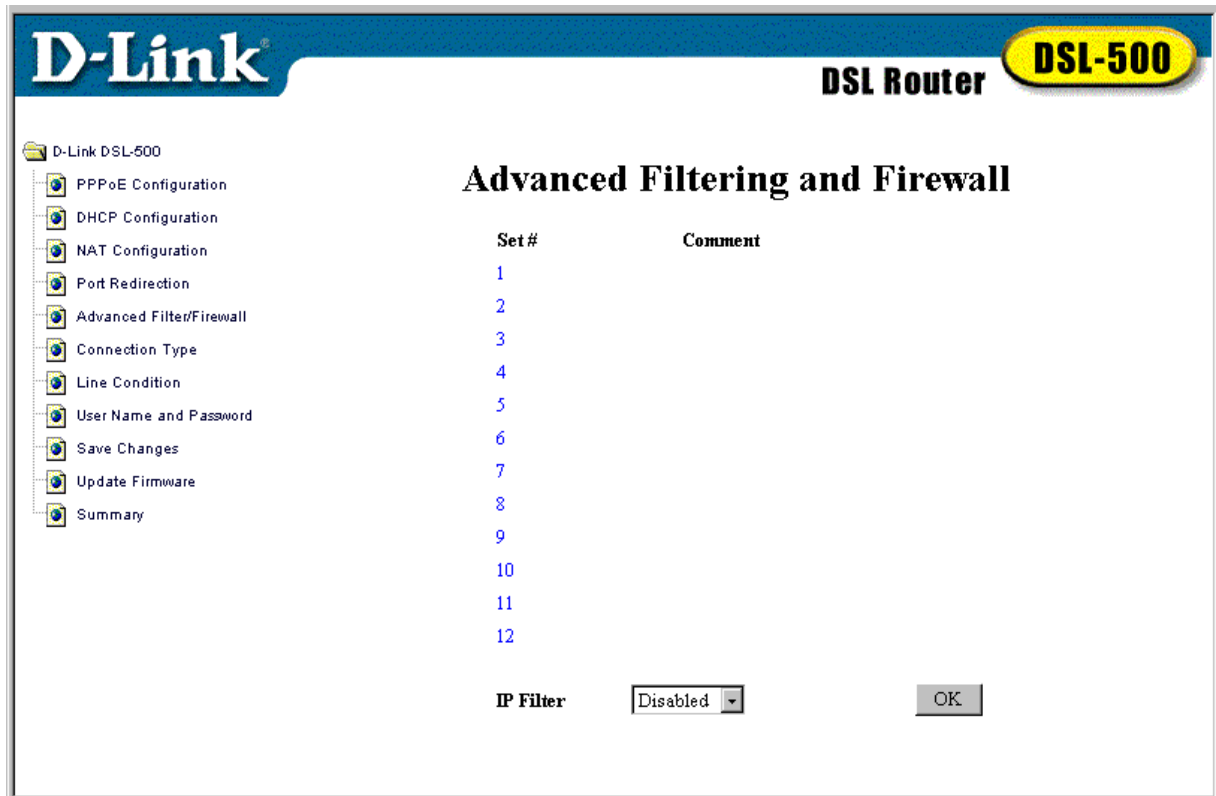 D-Link®
DSL Router DSL-500
D-Link DSL-500
PPPoE Configuration
DHCP Configuration
NAT Configuration
Port Redirection
Advanced Filter/Firewall
Connection Type
Line Condition
User Name and Password
Save Changes
Update Firmware
Summary
Advanced Filtering and Firewall
Set # Comment
1
2
3
4
5
6
7
8
9
10
11
12
IP Filter Disabled OK